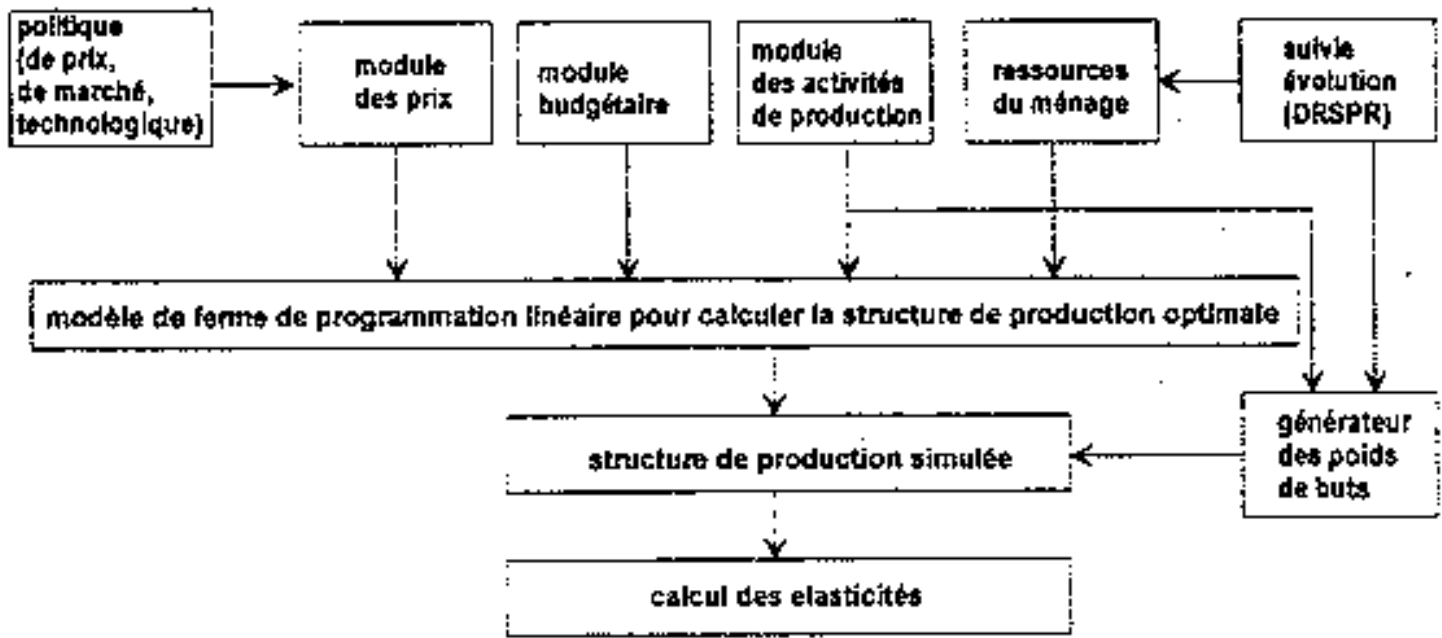 politique
(de prix,
de marché,
technologique)
module
des prix
module
budgétaire
module
des activités
de production
ressources
du ménage
suivie
évolution
(DRSPR)
modèle de ferme de programmation linéaire pour calculer la structure de production optimale
structure de production simulée
générateur
des poids
de buts
calcul des elasticités